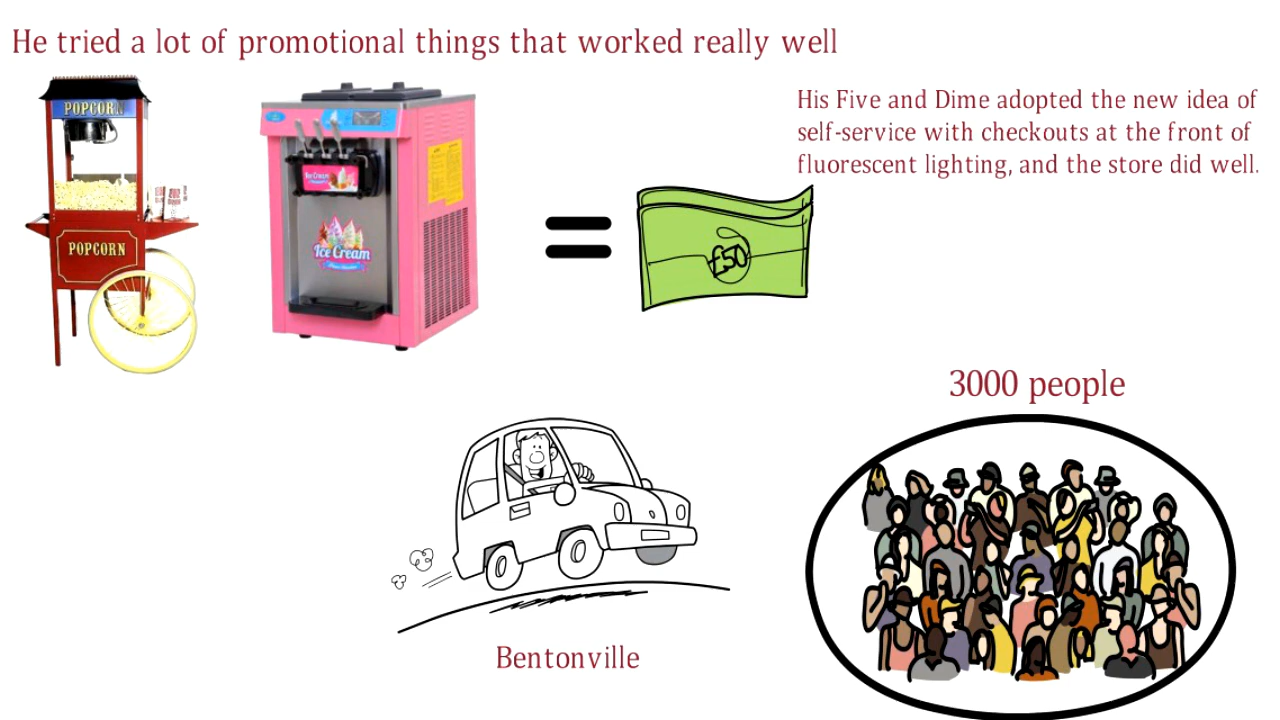 He tried a lot of promotional things that worked really well
POPCORN
POPCORN
Ice Cream
Ice Cream
£50
His Five and Dime adopted the new idea of
self-service with checkouts at the front of
fluorescent lighting, and the store did well.
3000 people
Bentonville